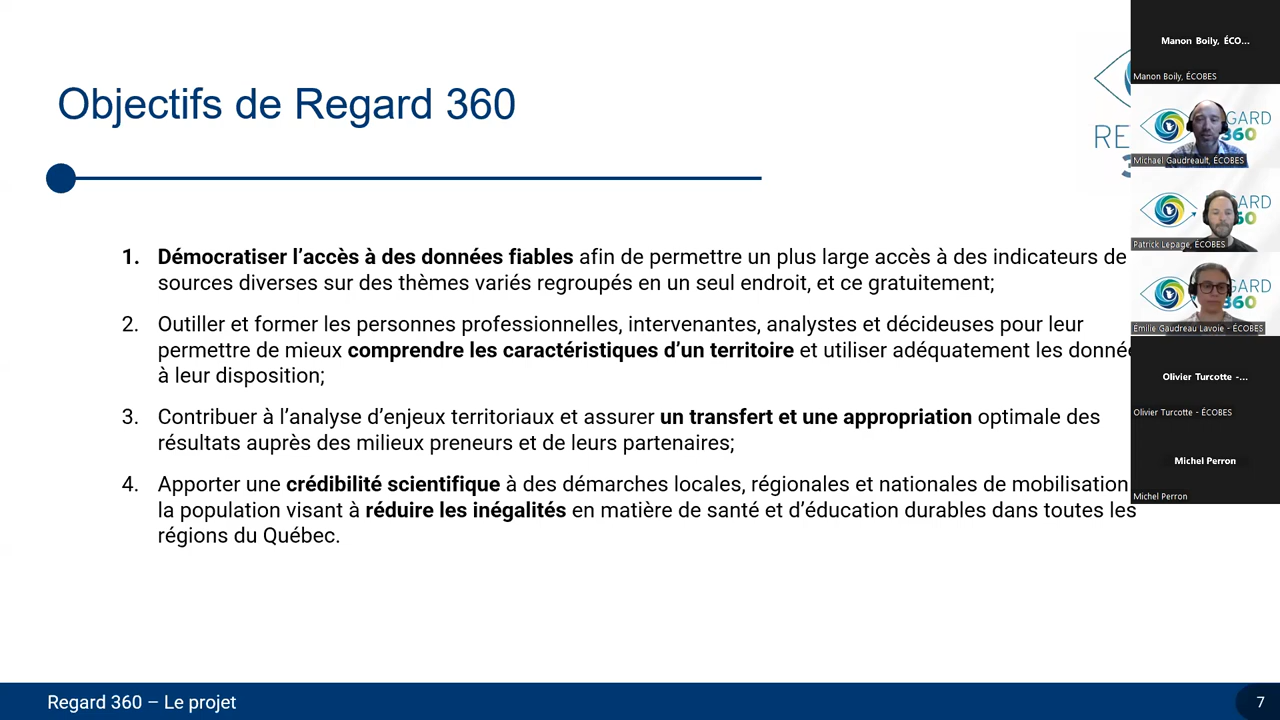 Objectifs de Regard 360
1. Démocratiser l’accès à des données fiables afin de permettre un plus large accès à des indicateurs de
sources diverses sur des thèmes variés regroupés en un seul endroit, et ce gratuitement;
2. Outiller et former les personnes professionnelles, intervenantes, analystes et décideuses pour leur
permettre de mieux comprendre les caractéristiques d’un territoire et utiliser adéquatement les donnée
à leur disposition;
3. Contribuer à l’analyse d’enjeux territoriaux et assurer un transfert et une appropriation optimale des
résultats auprès des milieux preneurs et de leurs partenaires;
4. Apporter une crédibilité scientifique à des démarches locales, régionales et nationales de mobilisation
la population visant à réduire les inégalités en matière de santé et d’éducation durables dans toutes les
régions du Québec.
Regard 360 – Le projet
7
RE
Manon Boily, ÉCO...
Manon Boily, ÉCOBES
GARD
360
Michael Gaudreault, ÉCOBES
ARD
60
Patrick Lepage, ÉCOBES
GARD
360
Emilie Gaudreau Lavoie - ÉCOBES
Olivier Turcotte -...
Olivier Turcotte - ÉCOBES
Michel Perron
Michel Perron